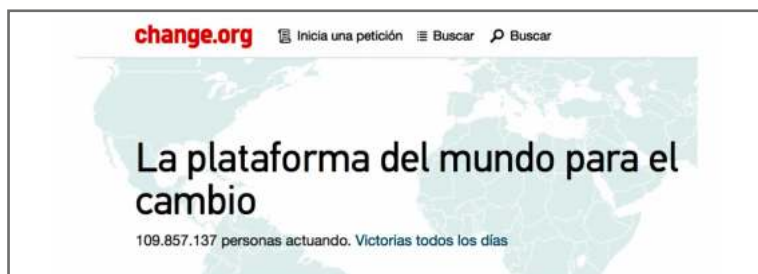 change.org Inicia una petición Buscar Buscar
La plataforma del mundo para el
cambio
109.857.137 personas actuando. Victorias todos los días